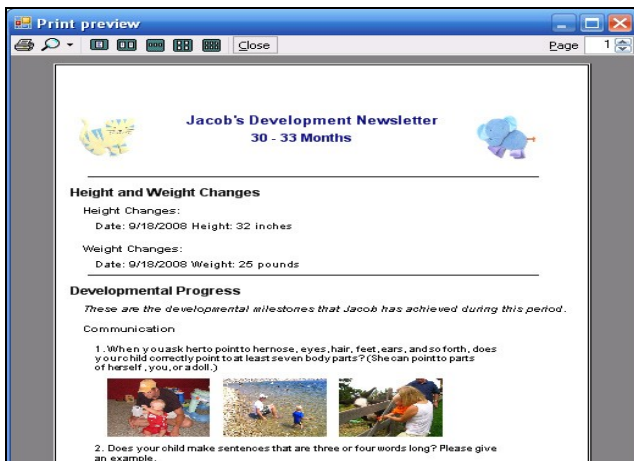 Print preview
Close Page 1
Jacob's Development Newsletter
30 - 33 Months
Height and Weight Changes
Height Changes:
Date: 9/18/2008 Height: 32 inches
Weight Changes:
Date: 9/18/2008 Weight: 25 pounds
Developmental Progress
These are the developmental milestones that Jacob has achieved during this period.
Communication
1. When you ask her to point to her nose, eyes, hair, feet, ears, and so forth, does
your child correctly point to at least seven body parts? (She can point to parts
of herself, you, or a doll.)
2. Does your child make sentences that are three or four words long? Please give
an example.